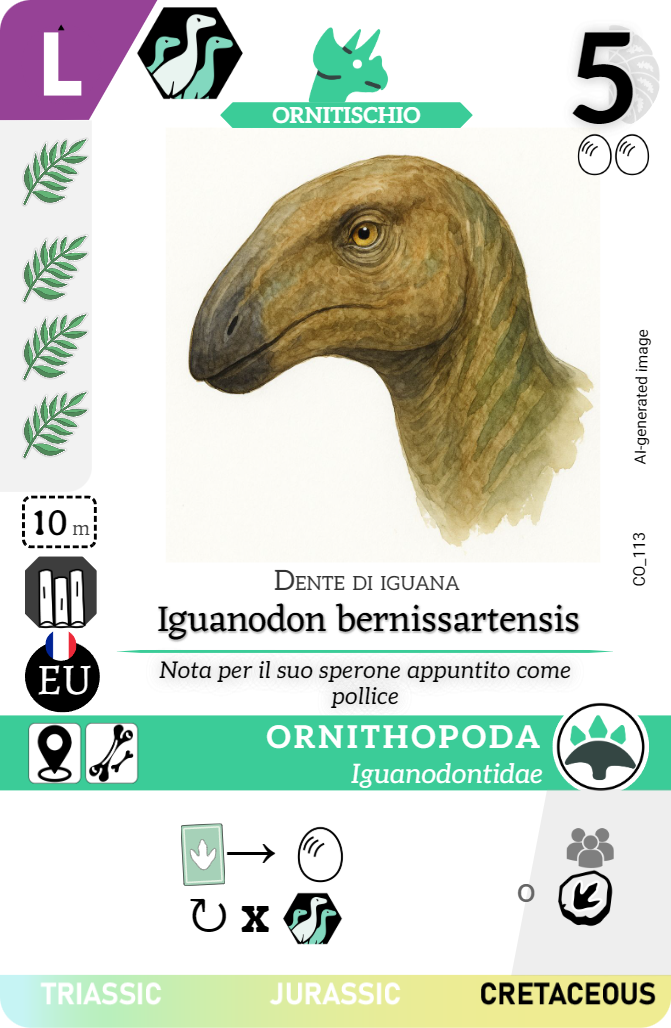 L
ORNITISCHIO
5
AI-generated image
CO_113
10 m
DENTE DI IGUANA
Iguanodon bernissartensis
EU
Nota per il suo sperone appuntito come
pollice
ORNITHOPODA
Iguanodontidae
x
o
TRIASSIC JURASSIC CRETACEOUS